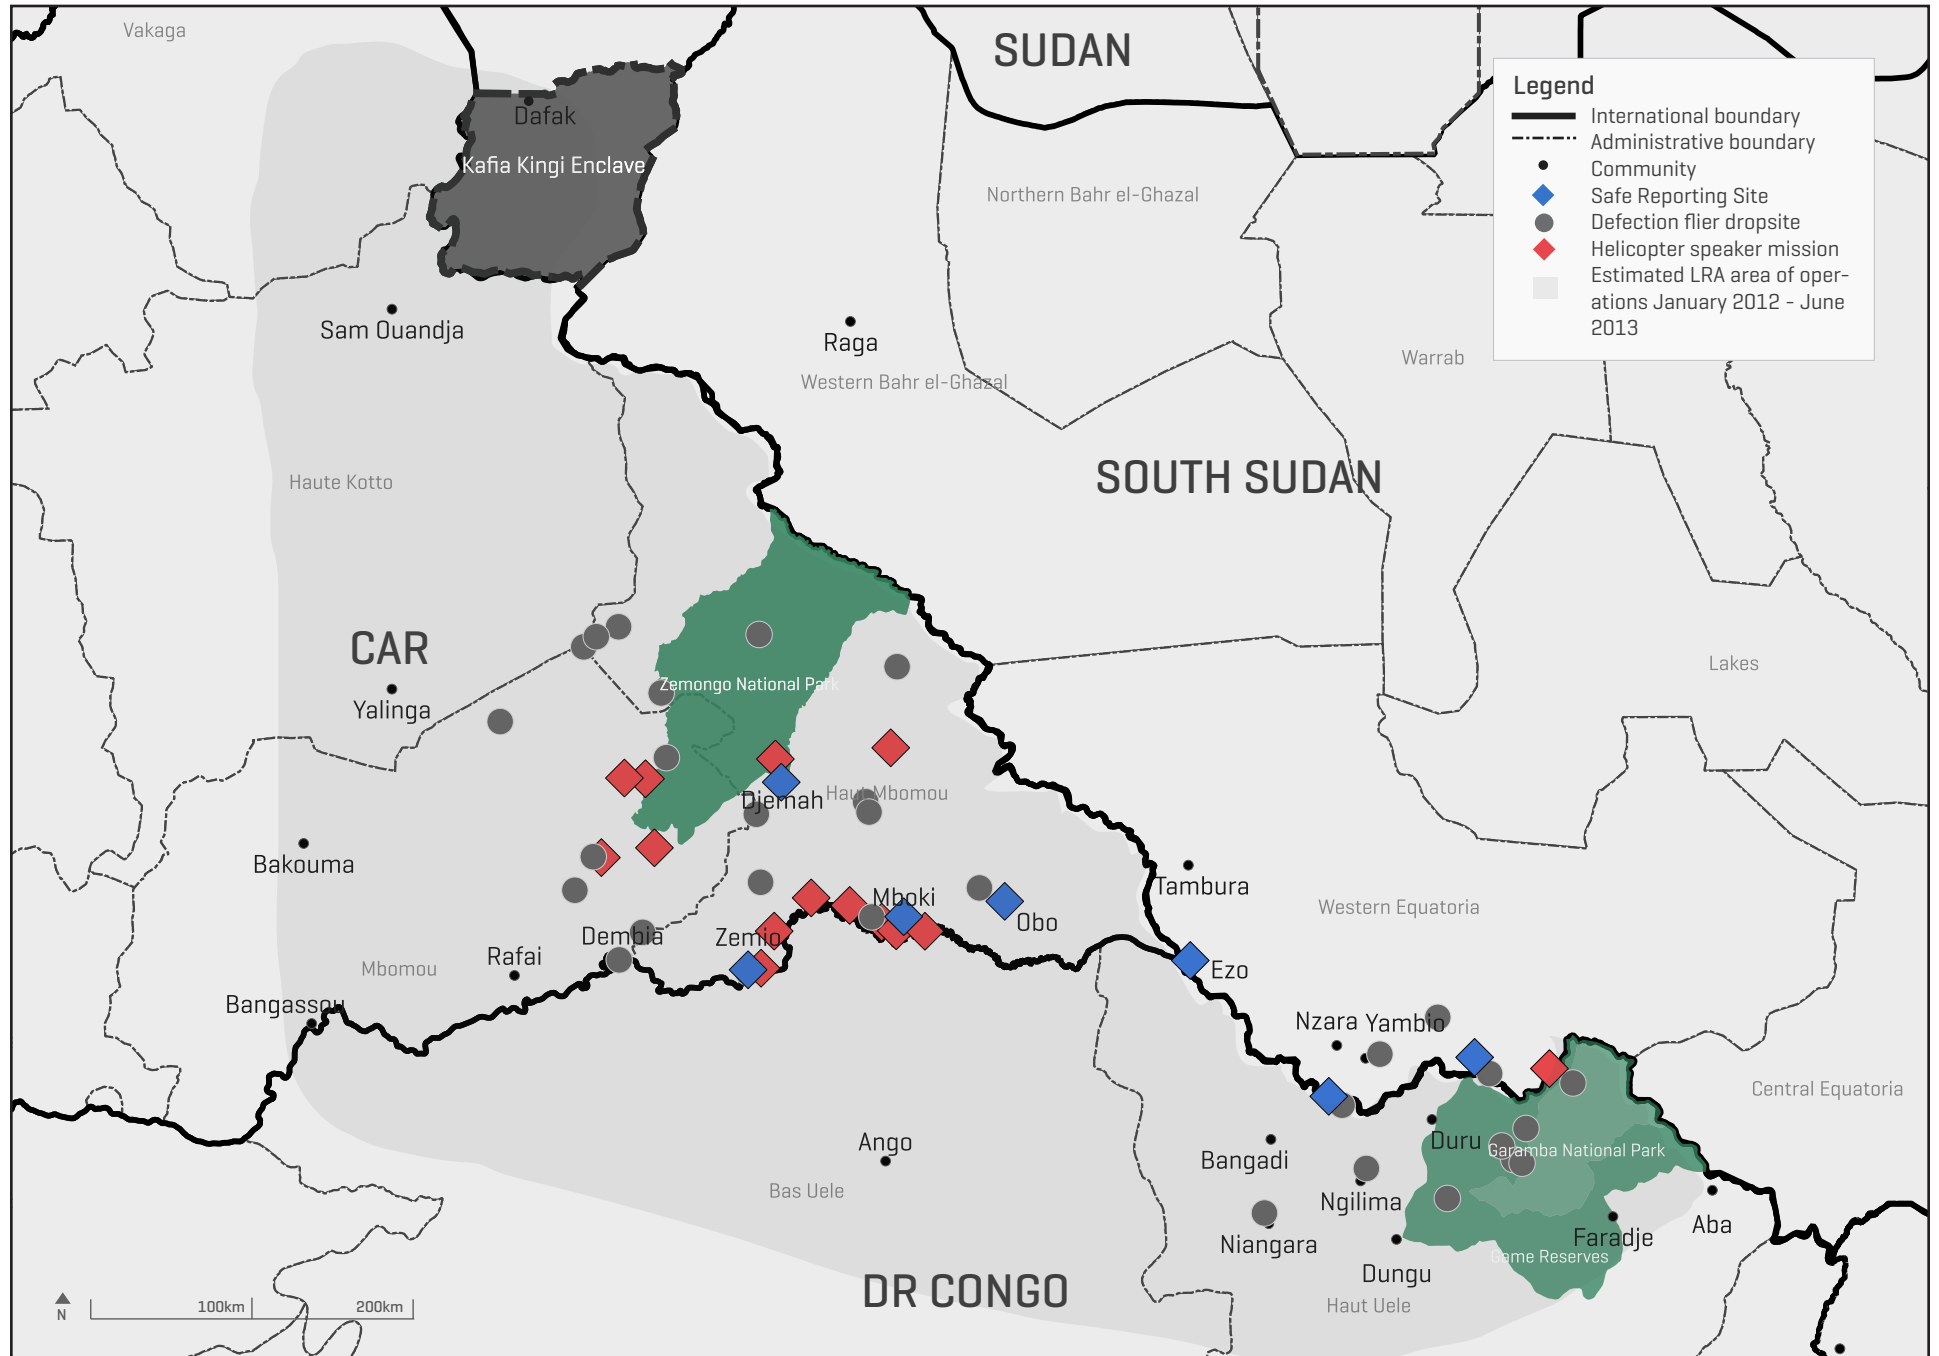 Vakaga
SUDAN
Legend
International boundary
Administrative boundary
Community
Safe Reporting Site
Defection flier dropsite
Helicopter speaker mission
Estimated LRA area of oper-
ations January 2012 - June
2013
Dafak
Kafia Kingi Enclave
Northern Bahr el-Ghazal
Sam Ouandja
Raga
Western Bahr el-Ghazal
Warrab
Haute Kotto
SOUTH SUDAN
CAR
Zemongo National Park
Lakes
Yalinga
Djemah
Haut Mbomou
Bakouma
Tambura
Mboki
Western Equatoria
Obo
Dembia
Zemio
Rafai
Mbomou
Ezo
Bangassou
Nzara
Yambio
Central Equatoria
Ango
Duru
Garamba National Park
Bangadi
Bas Uele
Ngilima
Aba
Niangara
Faradje
Game Reserves
Dungu
DR CONGO
Haut Uele
N
100km
200km